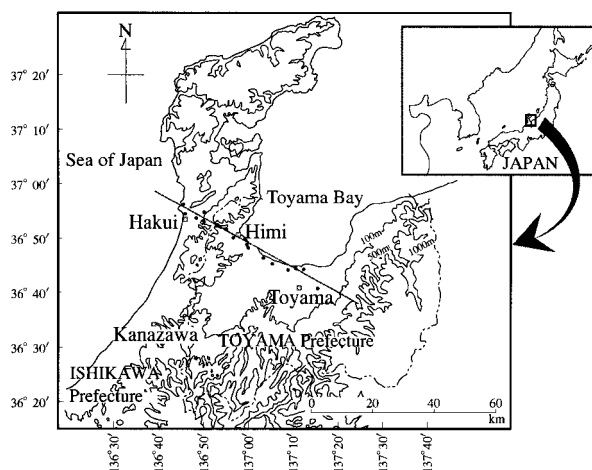 N
37° 20'
37° 10'
37° 00'
36° 50'
36° 40'
36° 30'
36° 20'
Sea of Japan
Toyama Bay
Hakui
Himi
100m
500m
1000m
Toyama
Kanazawa
TOYAMA Prefecture
ISHIKAWA
Prefecture
JAPAN
0 20 40 60
km
136° 30'
136° 40'
136° 50'
137° 00'
137° 10'
137° 20'
137° 30'
137° 40'